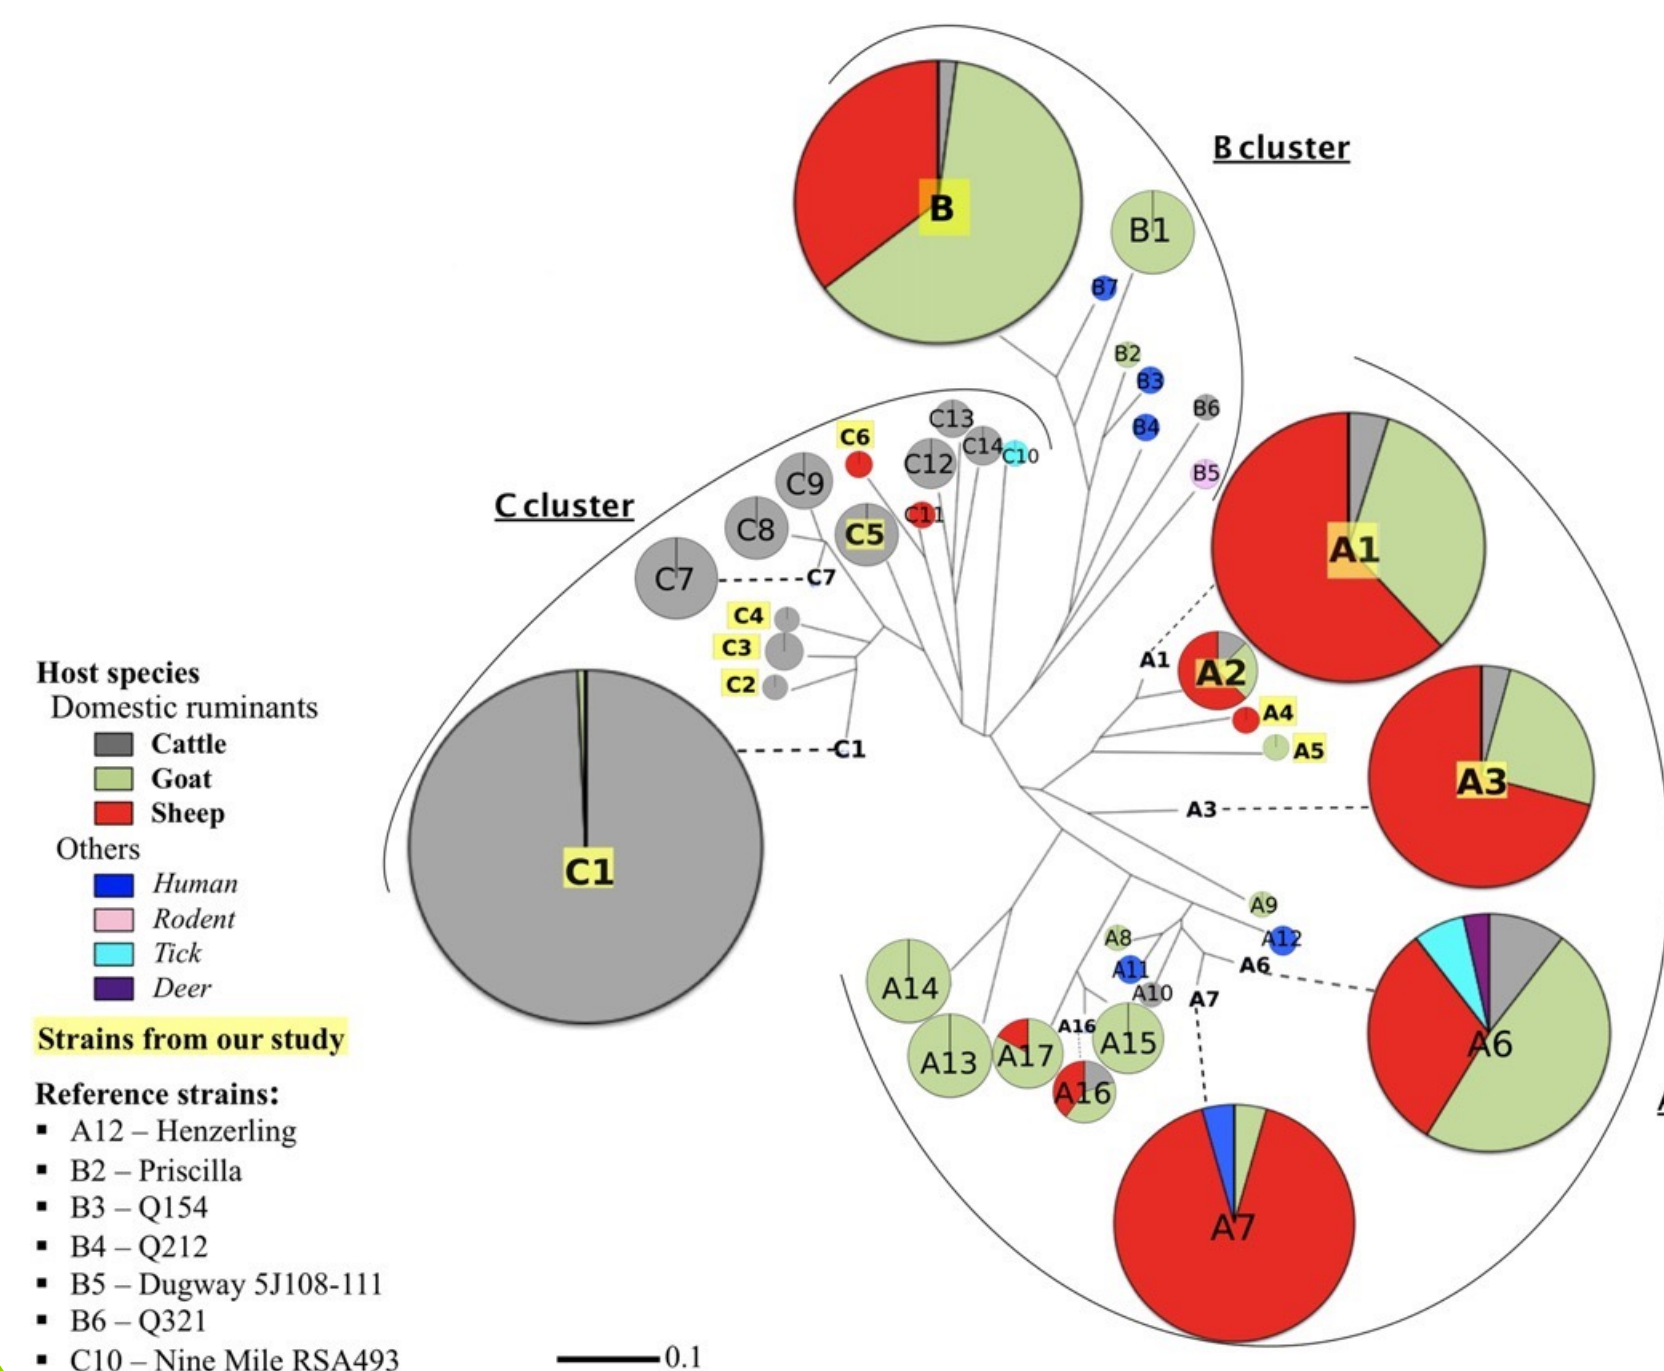 B
B cluster
B1
B7
B2
B3
B4
B6
B5
C cluster
C13
C6
C14
C10
C12
C9
C11
C8
C5
C7
C7
C4
C3
C2
C1
C1
A1
A1
A2
A4
A5
A3
A3
A9
A8
A12
A11
A6
A10
A7
A14
A16
A13
A17
A15
A16
A6
A7
Host species
Domestic ruminants
Cattle
Goat
Sheep
Others
Human
Rodent
Tick
Deer
Strains from our study
Reference strains:
▪ A12 – Henzerling
▪ B2 – Priscilla
▪ B3 – Q154
▪ B4 – Q212
▪ B5 – Dugway 5J108-111
▪ B6 – Q321
▪ C10 – Nine Mile RSA493
0.1